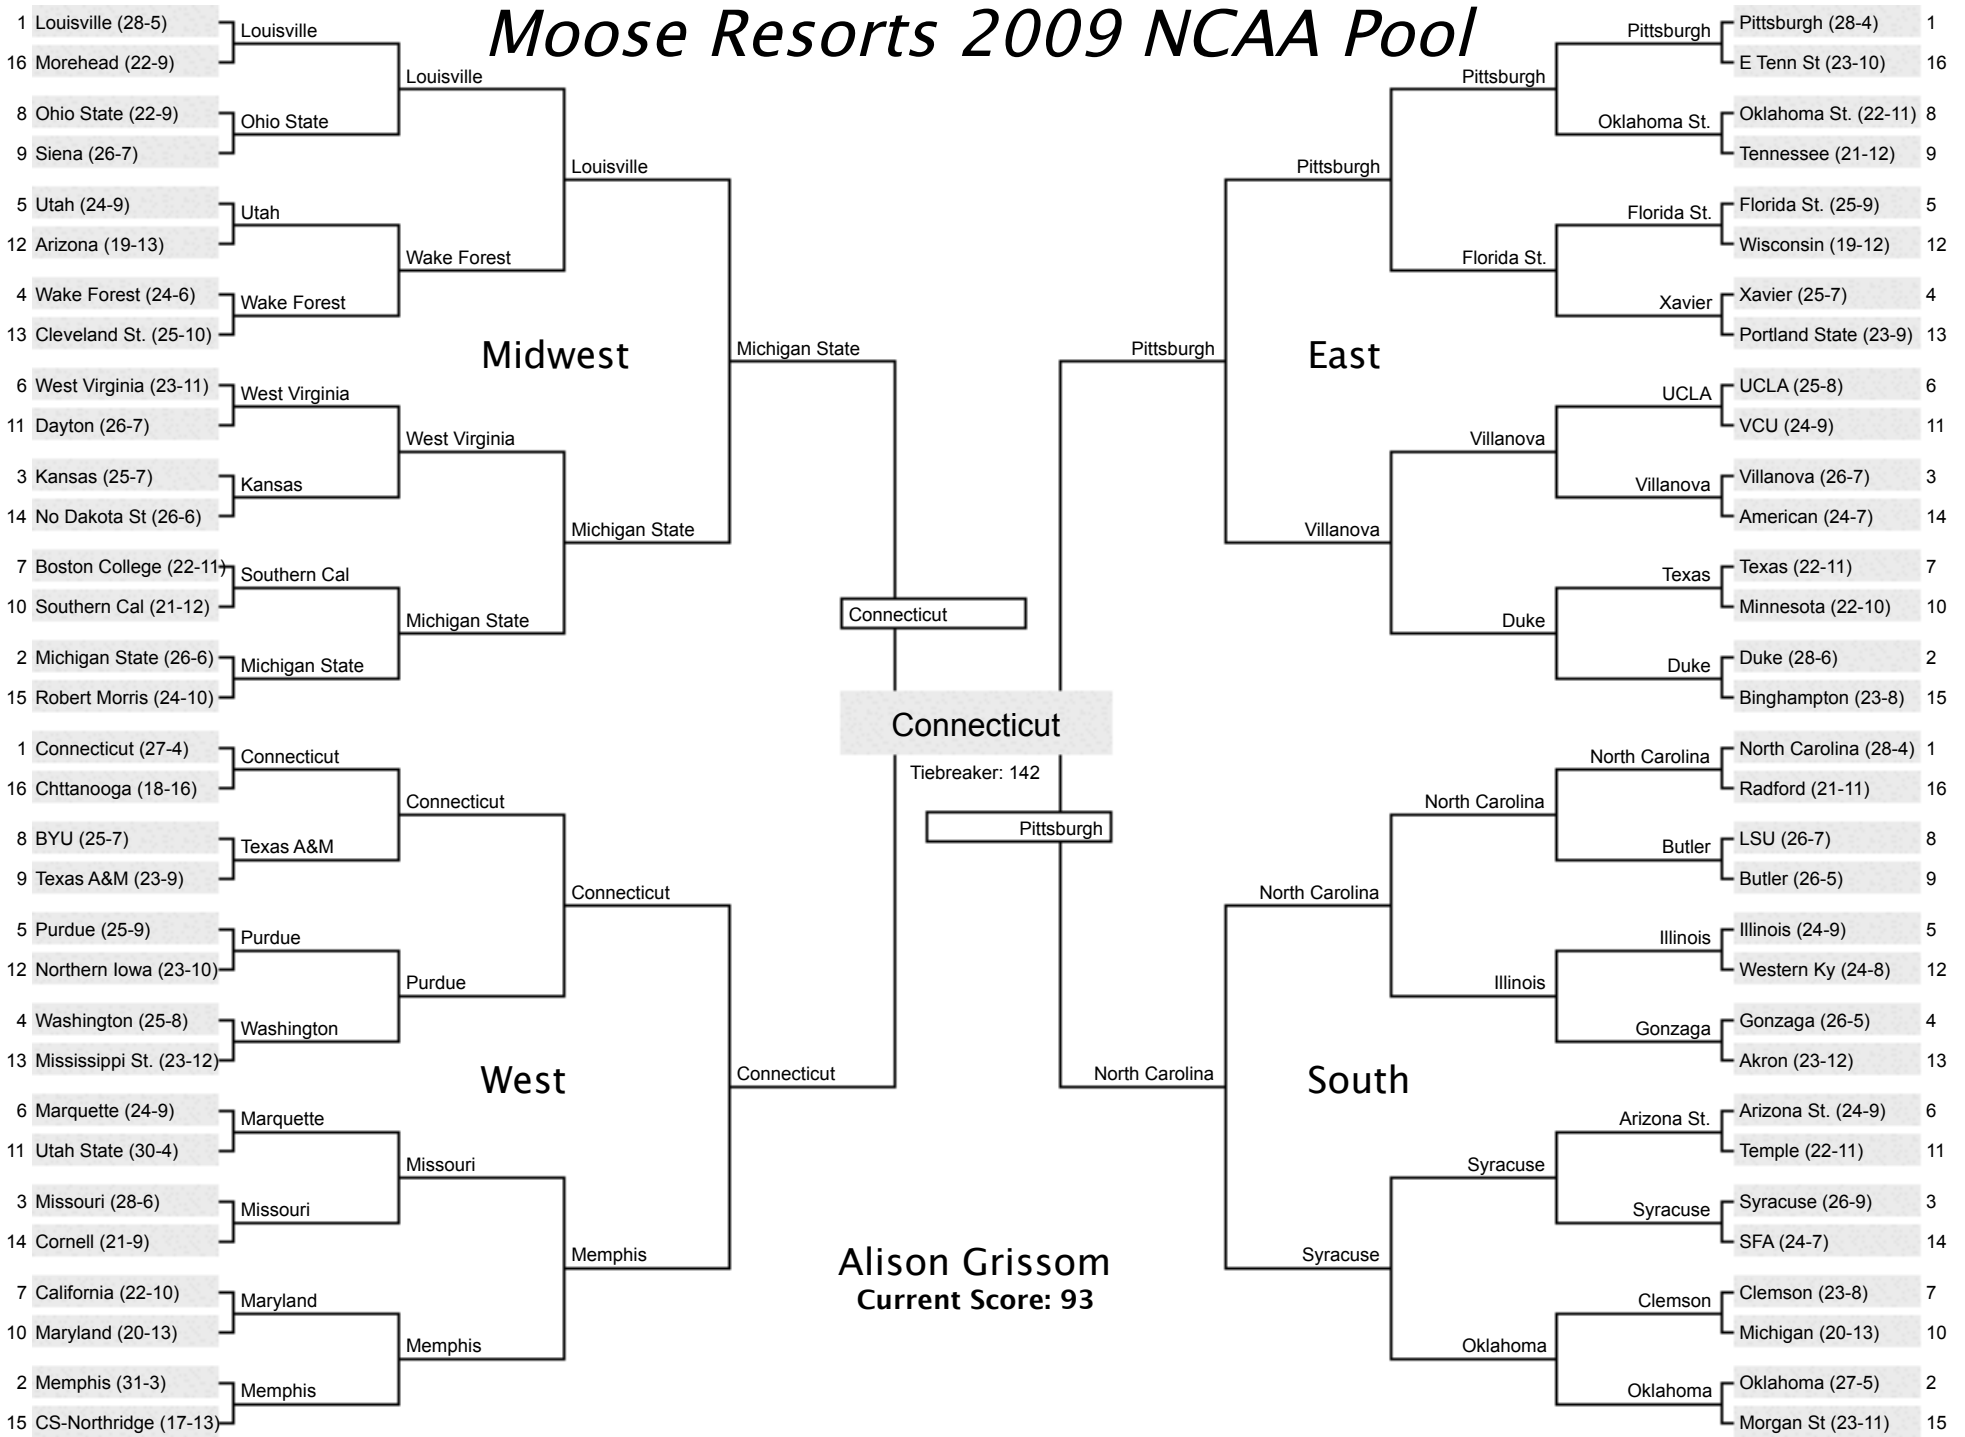 Moose Resorts 2009 NCAA Pool
1 Louisville (28-5)
16 Morehead (22-9)
8 Ohio State (22-9)
9 Siena (26-7)
5 Utah (24-9)
12 Arizona (19-13)
4 Wake Forest (24-6)
13 Cleveland St. (25-10)
6 West Virginia (23-11)
11 Dayton (26-7)
3 Kansas (25-7)
14 No Dakota St (26-6)
7 Boston College (22-11)
10 Southern Cal (21-12)
2 Michigan State (26-6)
15 Robert Morris (24-10)
Louisville
Ohio State
Utah
Wake Forest
West Virginia
Kansas
Southern Cal
Michigan State
Louisville
Wake Forest
West Virginia
Michigan State
Louisville
Michigan State
Michigan State
Midwest
1 Connecticut (27-4)
16 Chttanooga (18-16)
8 BYU (25-7)
9 Texas A&M (23-9)
5 Purdue (25-9)
12 Northern Iowa (23-10)
4 Washington (25-8)
13 Mississippi St. (23-12)
6 Marquette (24-9)
11 Utah State (30-4)
3 Missouri (28-6)
14 Cornell (21-9)
7 California (22-10)
10 Maryland (20-13)
2 Memphis (31-3)
15 CS-Northridge (17-13)
Connecticut
Texas A&M
Purdue
Washington
Marquette
Missouri
Maryland
Memphis
Connecticut
Purdue
Missouri
Memphis
Connecticut
Memphis
Connecticut
West
Connecticut
Connecticut
Tiebreaker: 142
Pittsburgh
Alison Grissom
Current Score: 93
Pittsburgh (28-4) 1
E Tenn St (23-10) 16
Oklahoma St. (22-11) 8
Tennessee (21-12) 9
Florida St. (25-9) 5
Wisconsin (19-12) 12
Xavier (25-7) 4
Portland State (23-9) 13
UCLA (25-8) 6
VCU (24-9) 11
Villanova (26-7) 3
American (24-7) 14
Texas (22-11) 7
Minnesota (22-10) 10
Duke (28-6) 2
Binghampton (23-8) 15
Pittsburgh
Oklahoma St.
Florida St.
Xavier
UCLA
Villanova
Texas
Duke
Pittsburgh
Florida St.
Villanova
Duke
Pittsburgh
Villanova
Pittsburgh
East
North Carolina (28-4) 1
Radford (21-11) 16
LSU (26-7) 8
Butler (26-5) 9
Illinois (24-9) 5
Western Ky (24-8) 12
Gonzaga (26-5) 4
Akron (23-12) 13
Arizona St. (24-9) 6
Temple (22-11) 11
Syracuse (26-9) 3
SFA (24-7) 14
Clemson (23-8) 7
Michigan (20-13) 10
Oklahoma (27-5) 2
Morgan St (23-11) 15
North Carolina
Butler
Illinois
Gonzaga
Arizona St.
Syracuse
Clemson
Oklahoma
North Carolina
Illinois
Syracuse
Oklahoma
North Carolina
Syracuse
North Carolina
South